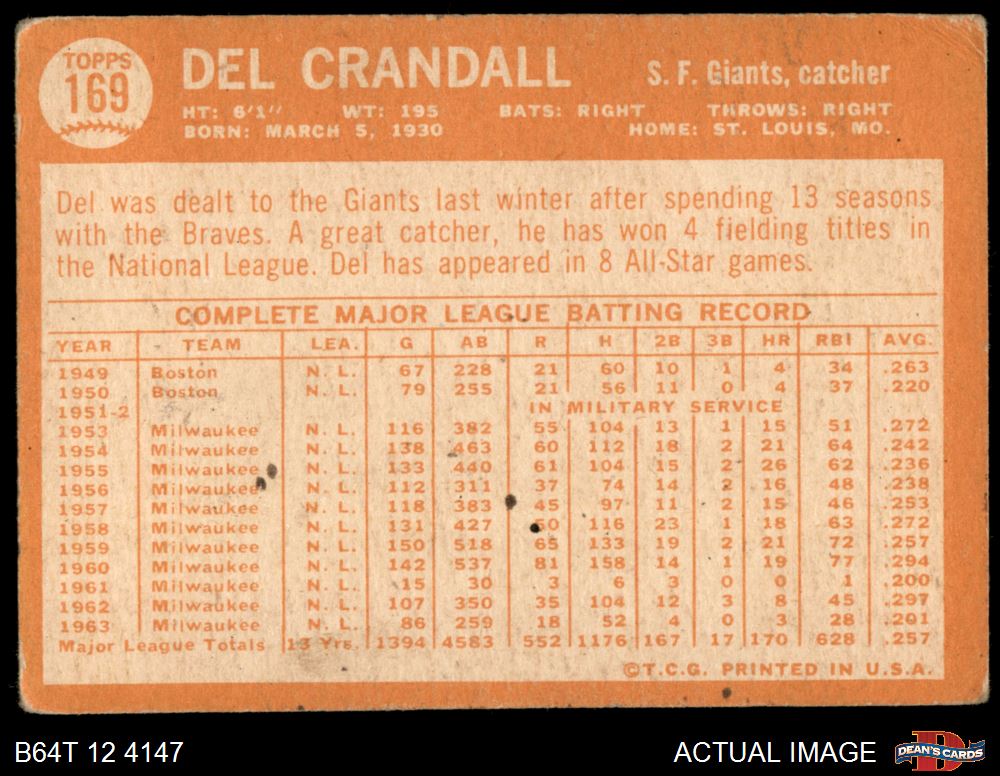 TOPPS
169
DEL CRANDALL
S. F. Giants, catcher
HT: 6'1" WT: 195 BATS: RIGHT THROWS: RIGHT
BORN: MARCH 5, 1930 HOME: ST. LOUIS, MO.
Del was dealt to the Giants last winter after spending 13 seasons
with the Braves. A great catcher, he has won 4 fielding titles in
the National League. Del has appeared in 8 All-Star games.
COMPLETE MAJOR LEAGUE BATTING RECORD
YEAR TEAM LEA. G AB R H 2B 3B HR RBI AVG.
1949 Boston N. L. 67 228 21 60 10 1 4 34 .263
1950 Boston N. L. 79 255 21 56 11 0 4 37 .220
1951-2 IN MILITARY SERVICE
1953 Milwaukee N. L. 116 382 55 104 13 1 15 51 .272
1954 Milwaukee N. L. 138 463 60 112 18 2 21 64 .242
1955 Milwaukee N. L. 133 440 61 104 15 2 26 62 .236
1956 Milwaukee N. L. 112 311 37 74 14 2 16 48 .238
1957 Milwaukee N. L. 118 383 45 97 11 2 15 46 .253
1958 Milwaukee N. L. 131 427 50 116 23 1 18 63 .272
1959 Milwaukee N. L. 150 518 65 133 19 2 21 72 .257
1960 Milwaukee N. L. 142 537 81 158 14 1 19 77 .294
1961 Milwaukee N. L. 15 30 3 6 3 0 0 1 .200
1962 Milwaukee N. L. 107 350 35 104 12 3 8 45 .297
1963 Milwaukee N. L. 86 259 18 52 4 0 3 28 .201
Major League Totals 13 Yrs. 1394 4583 552 1176 167 17 170 628 .257
©T.C.G. PRINTED IN U.S.A.
B64T 12 4147
ACTUAL IMAGE
D
DEAN'S CARDS